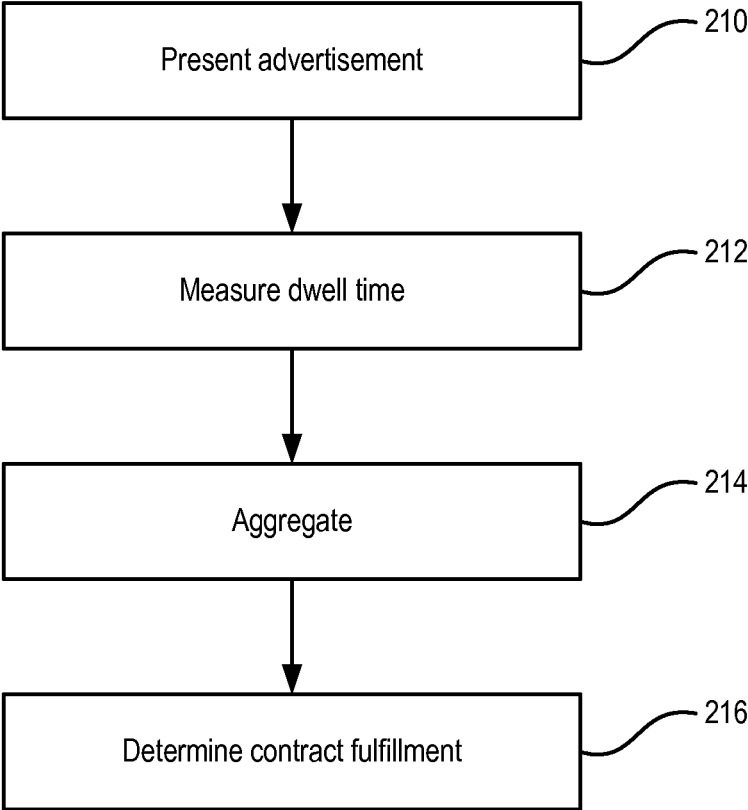 Present advertisement
210
Measure dwell time
212
Aggregate
214
Determine contract fulfillment
216